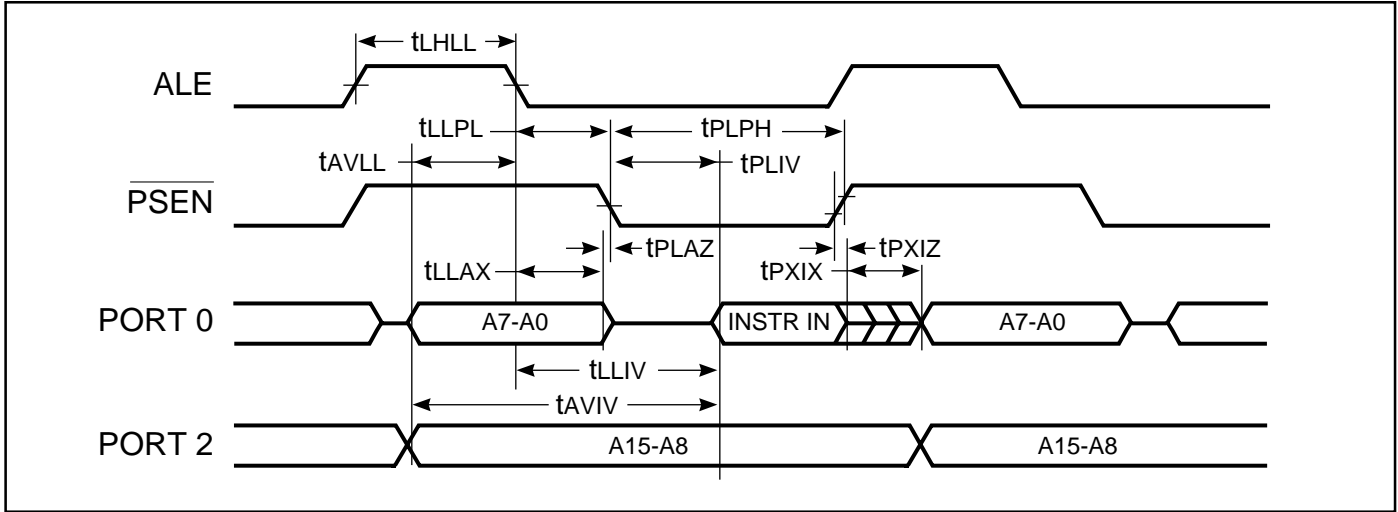 tLHLL
ALE
tLLPL
tPLPH
tAVLL
tPLIV
PSEN
tPLAZ
tPXIZ
tLLAX
tPXIX
PORT 0
A7-A0
INSTR IN
A7-A0
tLLIV
tAVIV
PORT 2
A15-A8
A15-A8